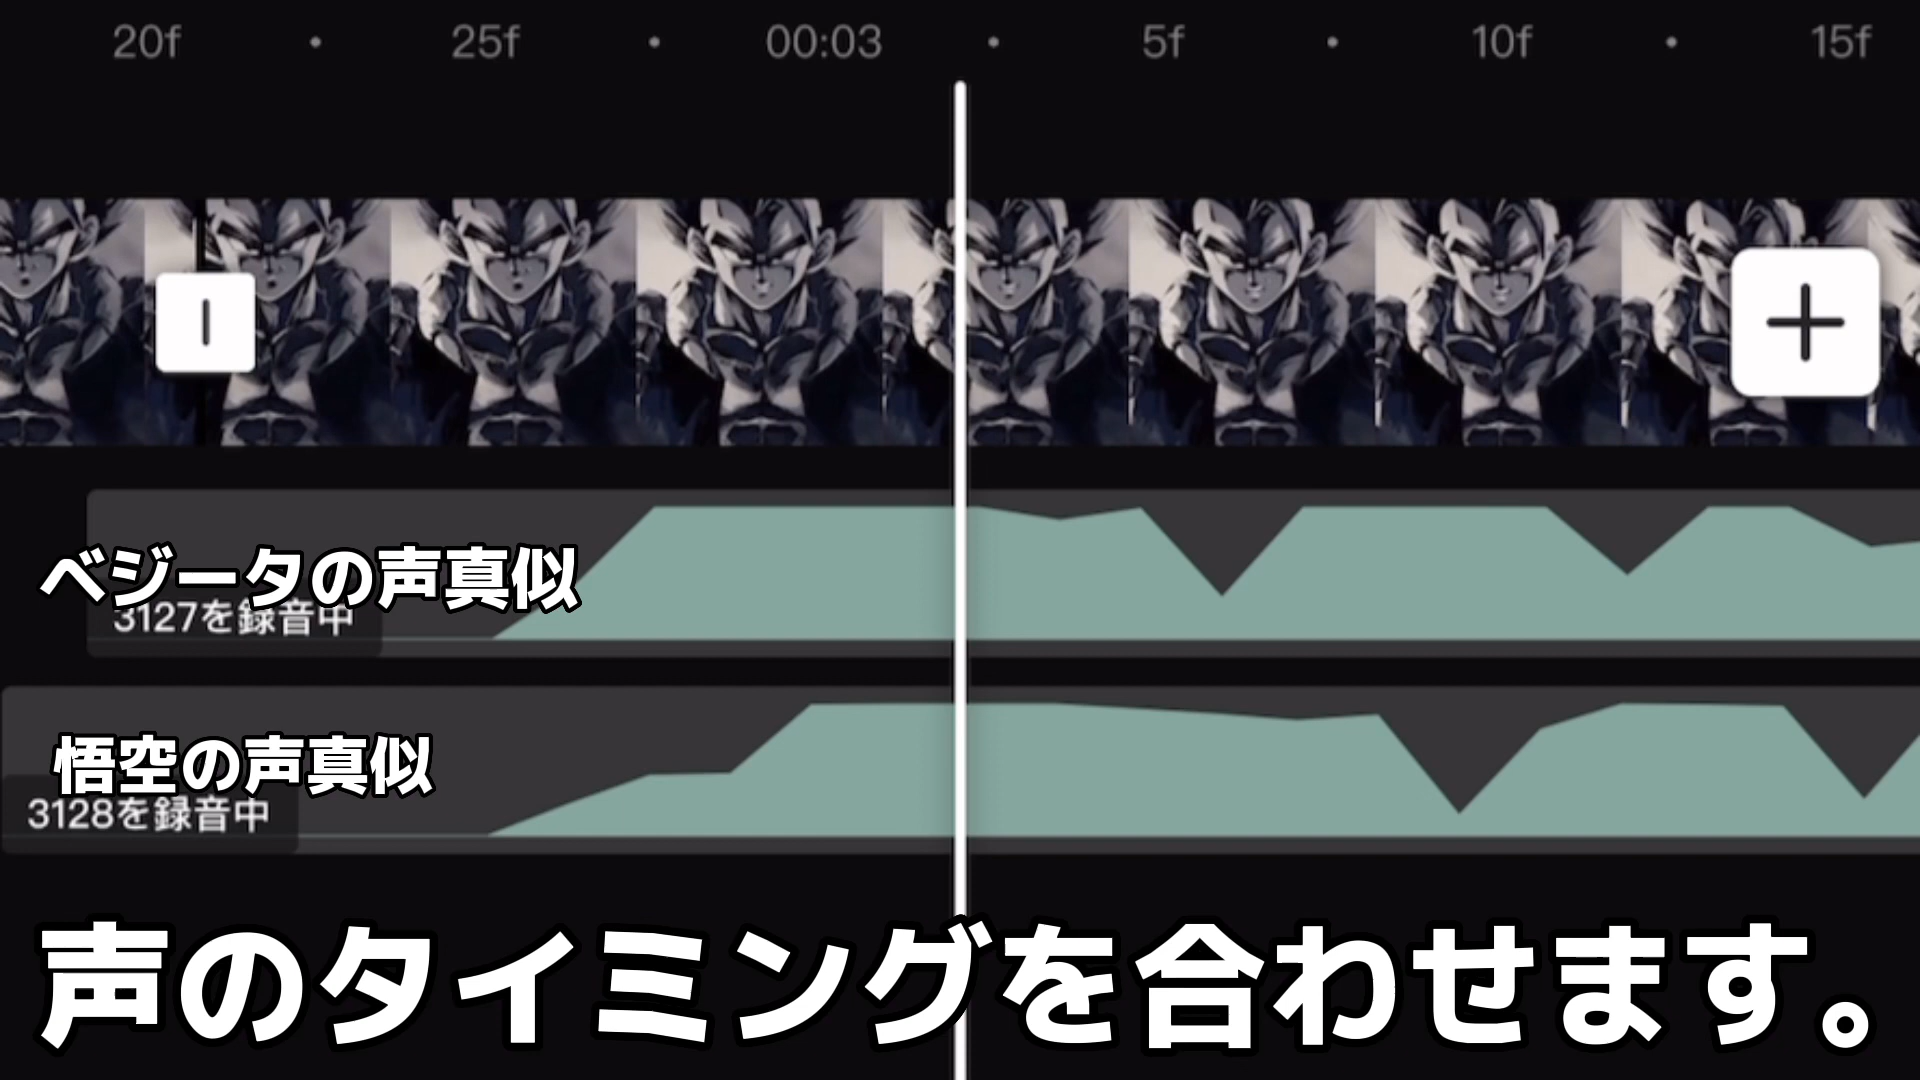 20f • 25f • 00:03 • 5f • 10f • 15f
ベジータの声真似
3127を録音中
悟空の声真似
3128を録音中
声のタイミングを合わせます。